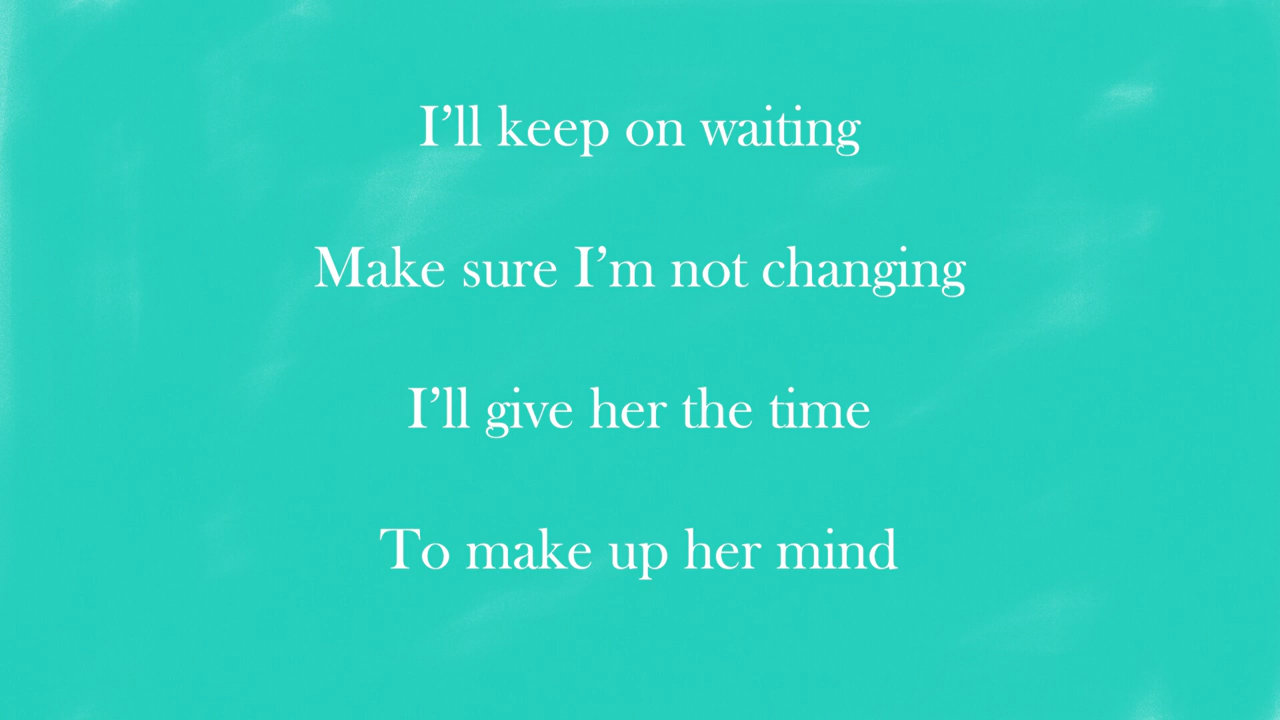 I’ll keep on waiting
Make sure I’m not changing
I’ll give her the time
To make up her mind